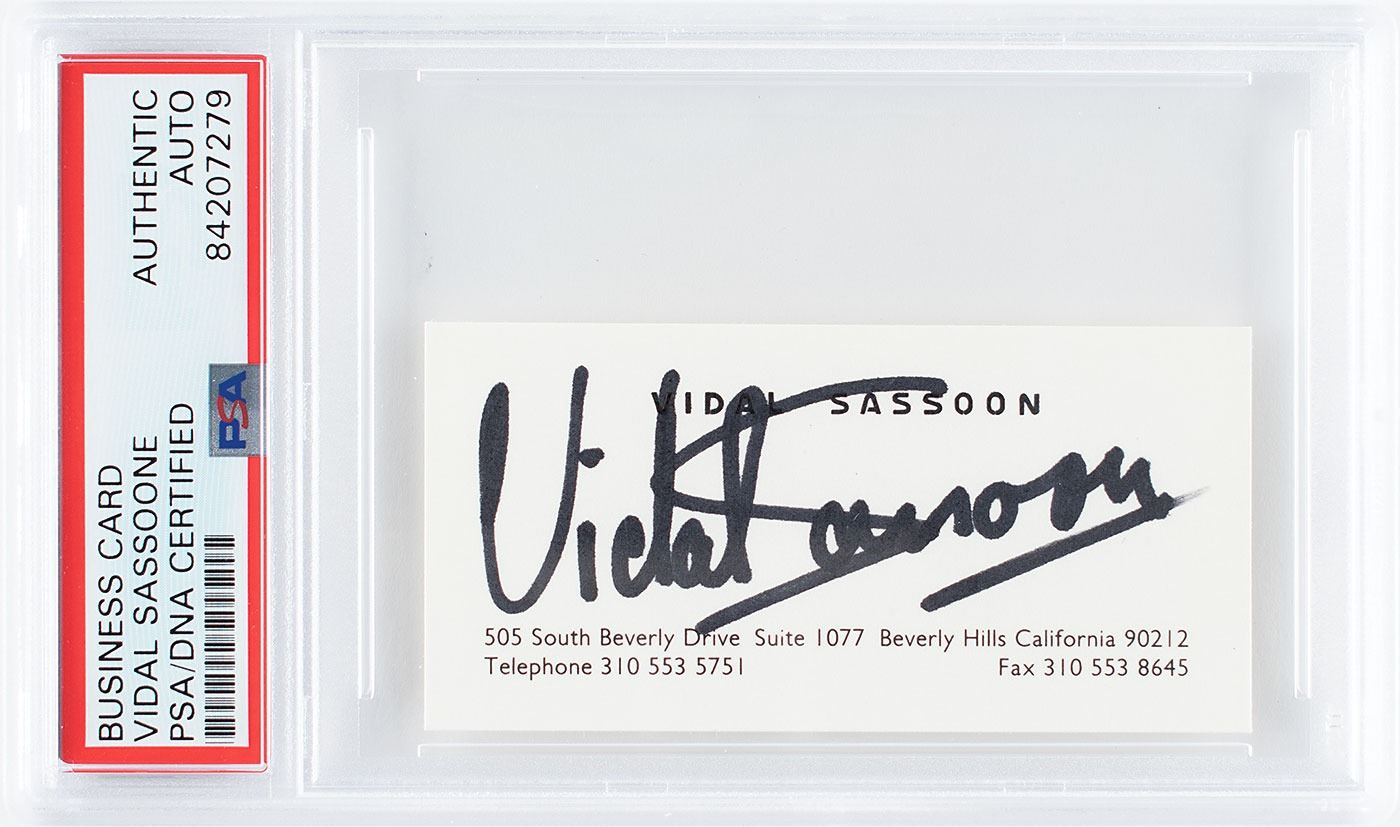 BUSINESS CARD
VIDAL SASSOONE
PSA/DNA CERTIFIED
AUTHENTIC
AUTO
84207279
PSA
VIDAL SASSOON
Vidal Sassoon
505 South Beverly Drive Suite 1077 Beverly Hills California 90212
Telephone 310 553 5751 Fax 310 553 8645